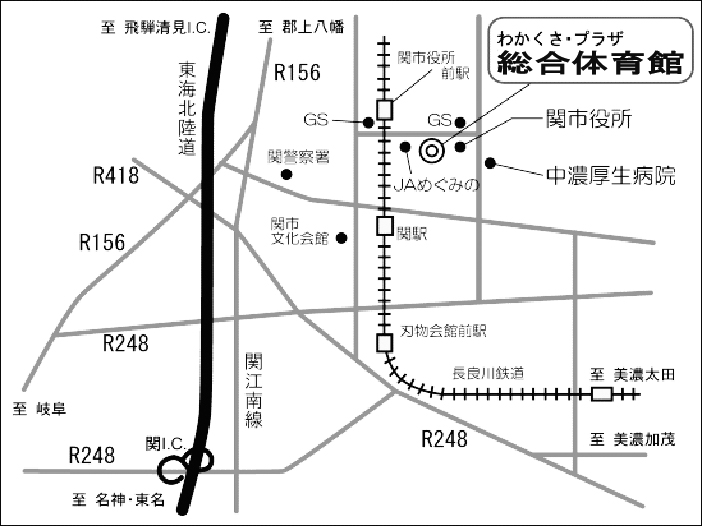 至 飛騨清見I.C.
至 郡上八幡
わかくさ・プラザ
総合体育館
関市役所
前駅
R156
東海北陸道
GS
GS
関市役所
関警察署
R418
JAめぐみの
中濃厚生病院
関市
文化会館
関駅
R156
刃物会館前駅
R248
関江南線
長良川鉄道
至 美濃太田
至 岐阜
関I.C.
R248
R248
至 美濃加茂
至 名神・東名